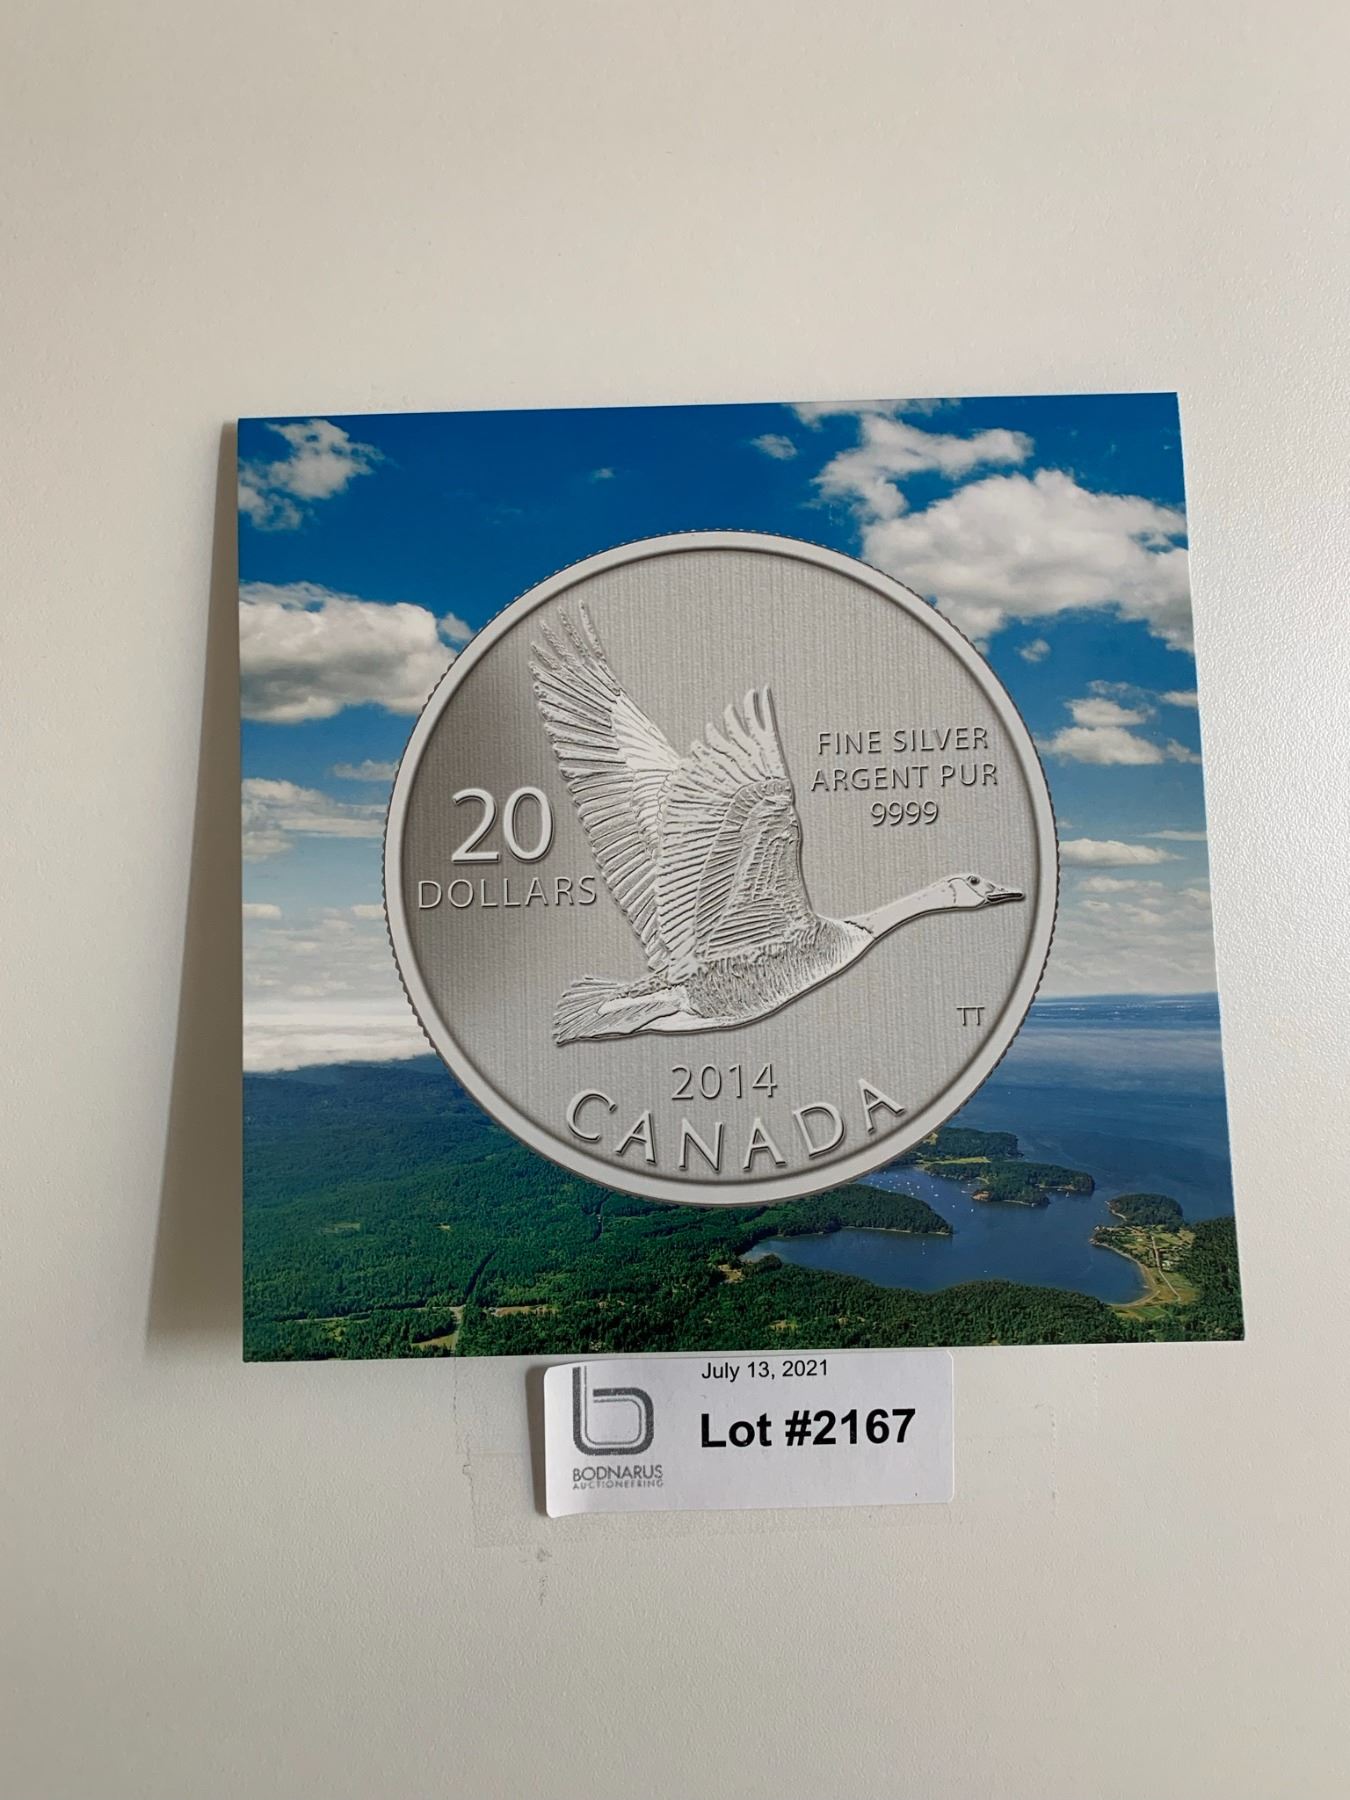 FINE SILVER
ARGENT PUR
9999
20
DOLLARS
TT
2014
CANADA
July 13, 2021
Lot #2167
BODNARUS
AUCTIONEERING